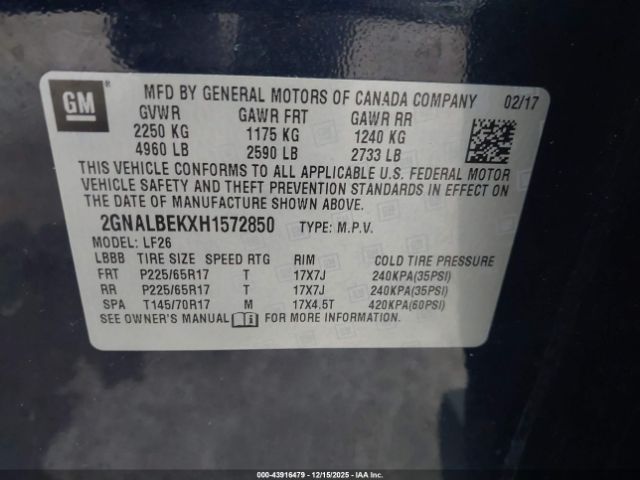 GM ®
MFD BY GENERAL MOTORS OF CANADA COMPANY 02/17
GVWR GAWR FRT GAWR RR
2250 KG 1175 KG 1240 KG
4960 LB 2590 LB 2733 LB
THIS VEHICLE CONFORMS TO ALL APPLICABLE U.S. FEDERAL MOTOR
VEHICLE SAFETY AND THEFT PREVENTION STANDARDS IN EFFECT ON
THE DATE OF MANUFACTURE SHOWN ABOVE.
2GNALBEKXH1572850 TYPE: M.P.V.
MODEL: LF26
LBBB TIRE SIZE SPEED RTG RIM COLD TIRE PRESSURE
FRT P225/65R17 T 17X7J 240KPA(35PSI)
RR P225/65R17 T 17X7J 240KPA(35PSI)
SPA T145/70R17 M 17X4.5T 420KPA(60PSI)
SEE OWNER'S MANUAL FOR MORE INFORMATION.
000-43916479 - 12/15/2025 - IAAI.COM